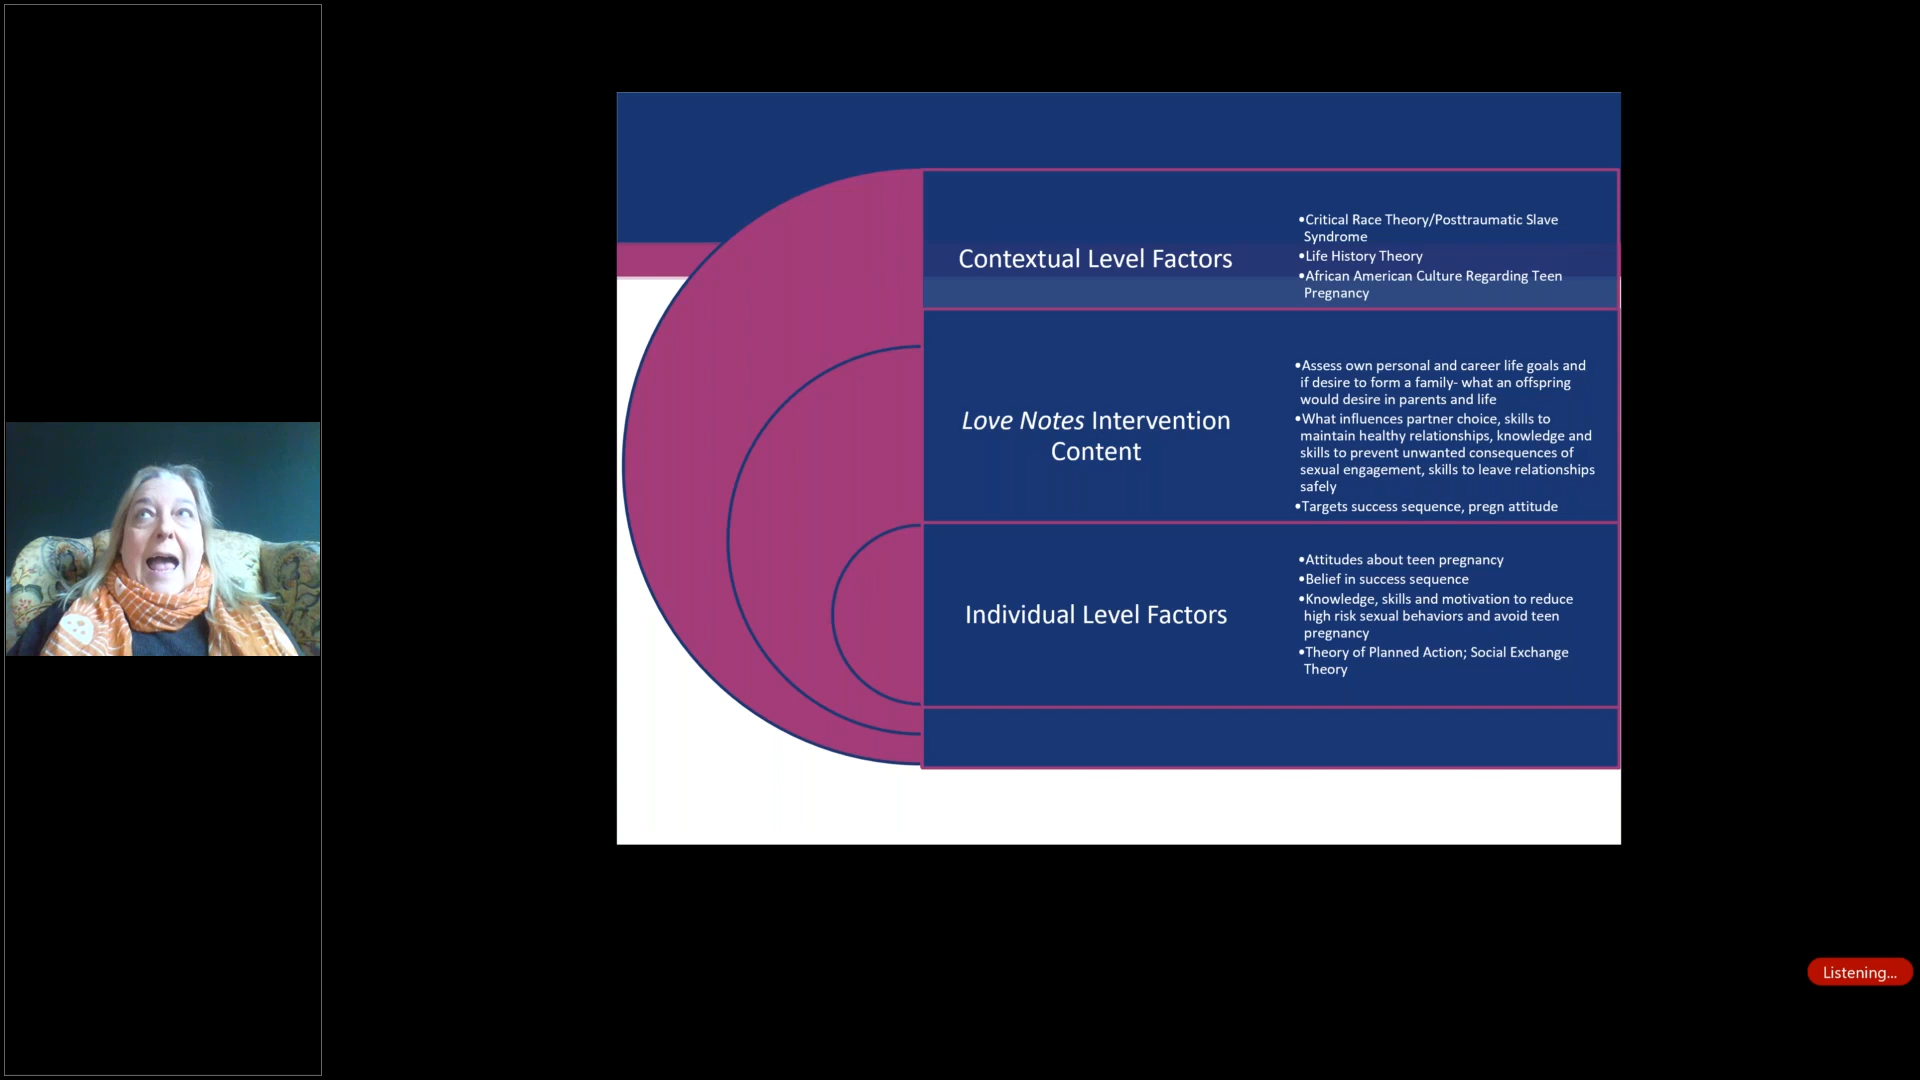 Contextual Level Factors
•Critical Race Theory/Posttraumatic Slave
Syndrome
•Life History Theory
•African American Culture Regarding Teen
Pregnancy
Love Notes Intervention
Content
•Assess own personal and career life goals and
if desire to form a family- what an offspring
would desire in parents and life
•What influences partner choice, skills to
maintain healthy relationships, knowledge and
skills to prevent unwanted consequences of
sexual engagement, skills to leave relationships
safely
•Targets success sequence, pregn attitude
Individual Level Factors
•Attitudes about teen pregnancy
•Belief in success sequence
•Knowledge, skills and motivation to reduce
high risk sexual behaviors and avoid teen
pregnancy
•Theory of Planned Action; Social Exchange
Theory
Listening...